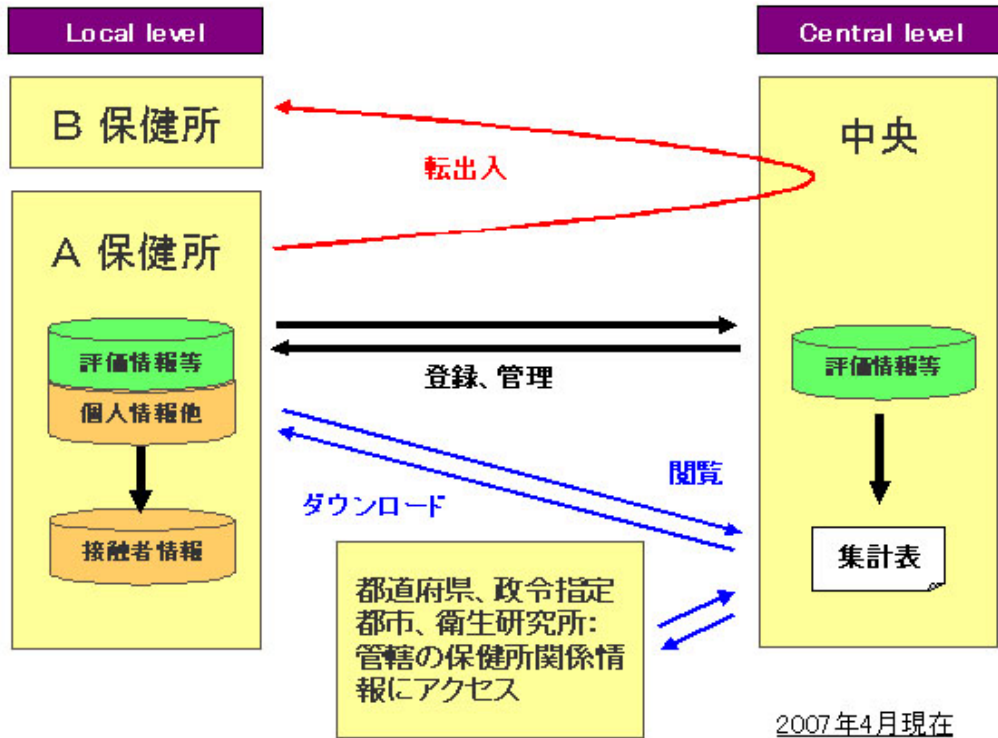 Local level
Central level
B 保健所
中央
転出入
A 保健所
評価情報等
個人情報他
接触者情報
登録、管理
評価情報等
閲覧
ダウンロード
集計表
都道府県、政令指定
都市、衛生研究所：
管轄の保健所関係情
報にアクセス
2007年4月現在